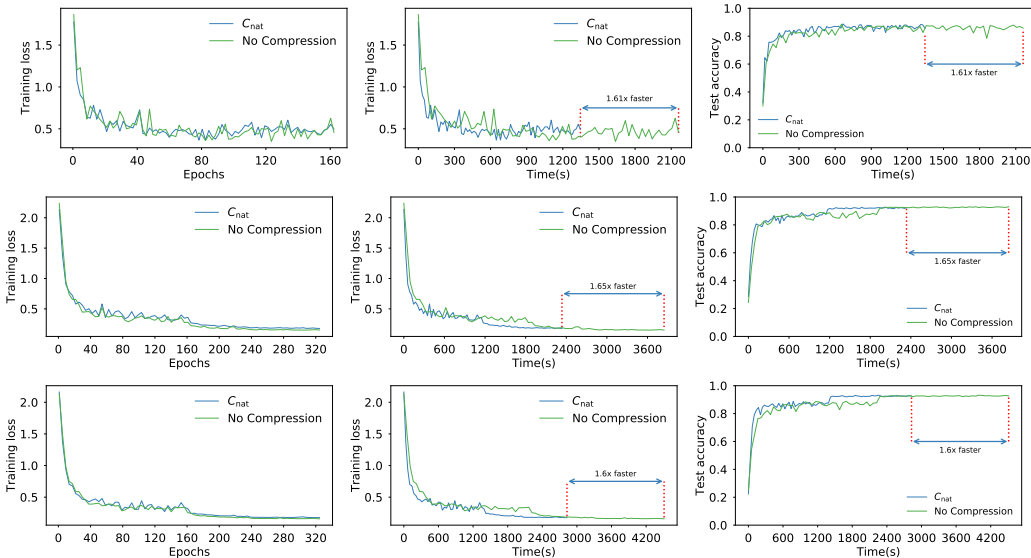 Training loss
1.5
1.0
0.5
C_nat
No Compression
0
40
80
120
160
Epochs
Training loss
1.5
1.0
0.5
C_nat
No Compression
1.61x faster
0
300
600
900
1200
1500
1800
2100
Time(s)
Test accuracy
1.0
0.8
0.6
0.4
0.2
0.0
1.61x faster
C_nat
No Compression
0
300
600
900
1200
1500
1800
2100
Time(s)
Training loss
2.0
1.5
1.0
0.5
C_nat
No Compression
0
40
80
120
160
200
240
280
320
Epochs
Training loss
2.0
1.5
1.0
0.5
C_nat
No Compression
1.65x faster
0
600
1200
1800
2400
3000
3600
Time(s)
Test accuracy
1.0
0.8
0.6
0.4
0.2
0.0
1.65x faster
C_nat
No Compression
0
600
1200
1800
2400
3000
3600
Time(s)
Training loss
2.0
1.5
1.0
0.5
C_nat
No Compression
0
40
80
120
160
200
240
280
320
Epochs
Training loss
2.0
1.5
1.0
0.5
C_nat
No Compression
1.6x faster
0
600
1200
1800
2400
3000
3600
4200
Time(s)
Test accuracy
1.0
0.8
0.6
0.4
0.2
0.0
1.6x faster
C_nat
No Compression
0
600
1200
1800
2400
3000
3600
4200
Time(s)